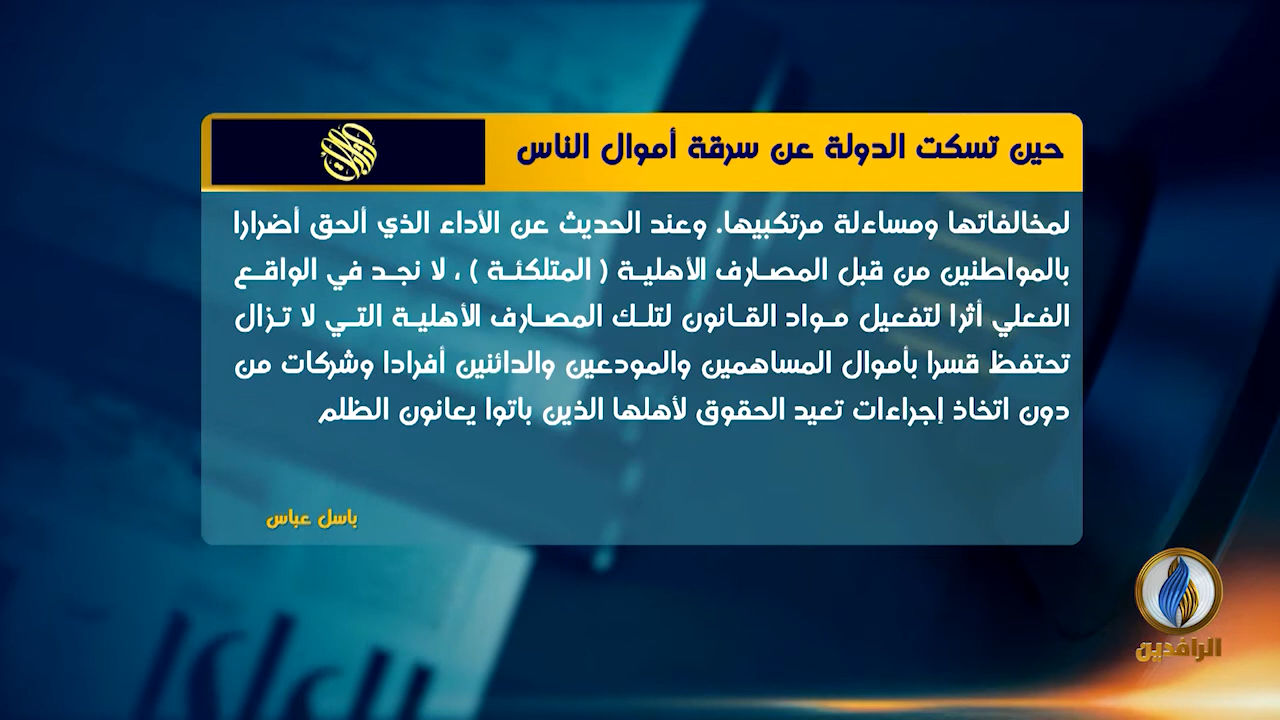 حين تسكت الدولة عن سرقة أموال الناس
لمخالفاتها ومساءلة مرتكبيها. وعند الحديث عن الأداء الذي ألحق أضرارا
بالمواطنين من قبل المصارف الأهلية ( المتلكئة ) ، لا نجد في الواقع
الفعلي أثرا لتفعيل مواد القانون لتلك المصارف الأهلية التي لا تزال
تحتفظ قسرا بأموال المساهمين والمودعين والدائنين أفرادا وشركات من
دون اتخاذ إجراءات تعيد الحقوق لأهلها الذين باتوا يعانون الظلم
باسل عباس
الرافدين